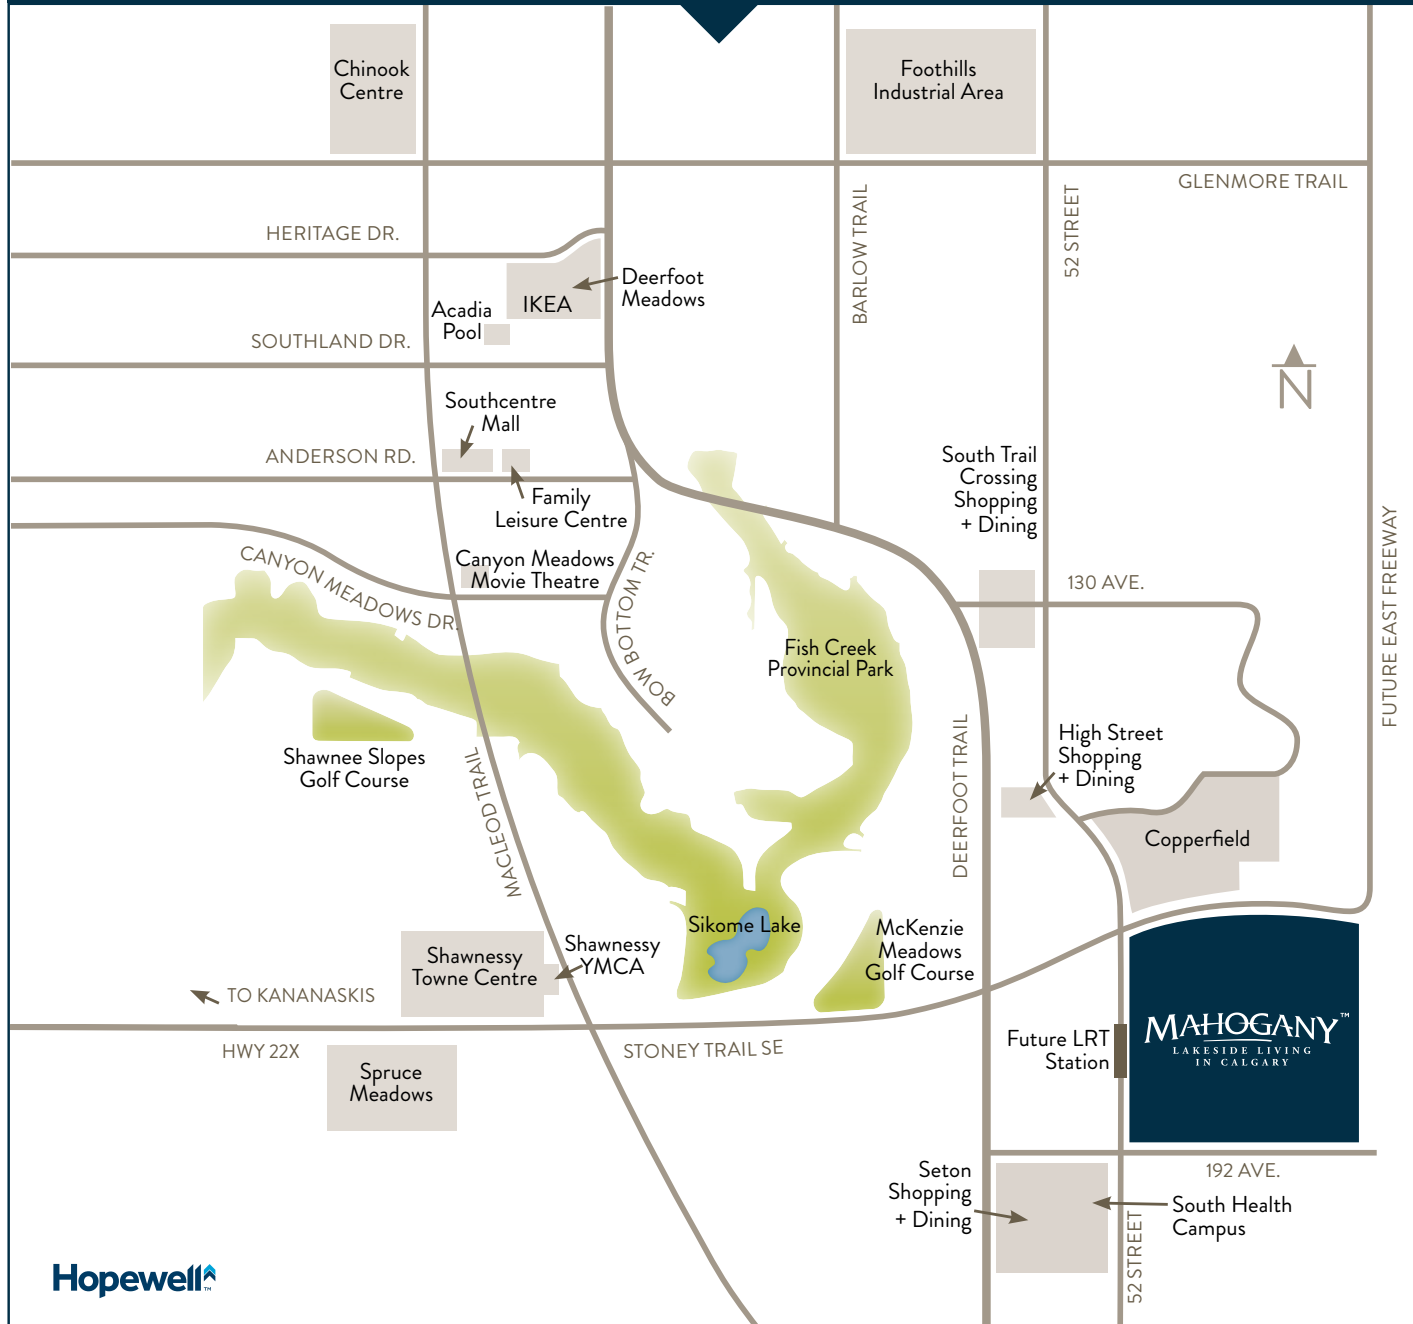 Chinook
Centre
Foothills
Industrial Area
GLENMORE TRAIL
BARLOW TRAIL
52 STREET
HERITAGE DR.
Deerfoot
Meadows
IKEA
Acadia
Pool
SOUTHLAND DR.
N
Southcentre
Mall
ANDERSON RD.
Family
Leisure Centre
South Trail
Crossing
Shopping
+ Dining
FUTURE EAST FREEWAY
CANYON MEADOWS DR.
Canyon Meadows
Movie Theatre
BOW BOTTOM TR.
130 AVE.
Fish Creek
Provincial Park
Shawnee Slopes
Golf Course
MACLEOD TRAIL
DEERFOOT TRAIL
High Street
Shopping
+ Dining
Copperfield
Sikome Lake
McKenzie
Meadows
Golf Course
Shawnessy
Towne Centre
Shawnessy
YMCA
TO KANANASKIS
HWY 22X
STONEY TRAIL SE
Spruce
Meadows
Future LRT
Station
MAHOGANY™
LAKESIDE LIVING
IN CALGARY
192 AVE.
Seton
Shopping
+ Dining
South Health
Campus
52 STREET
Hopewell™